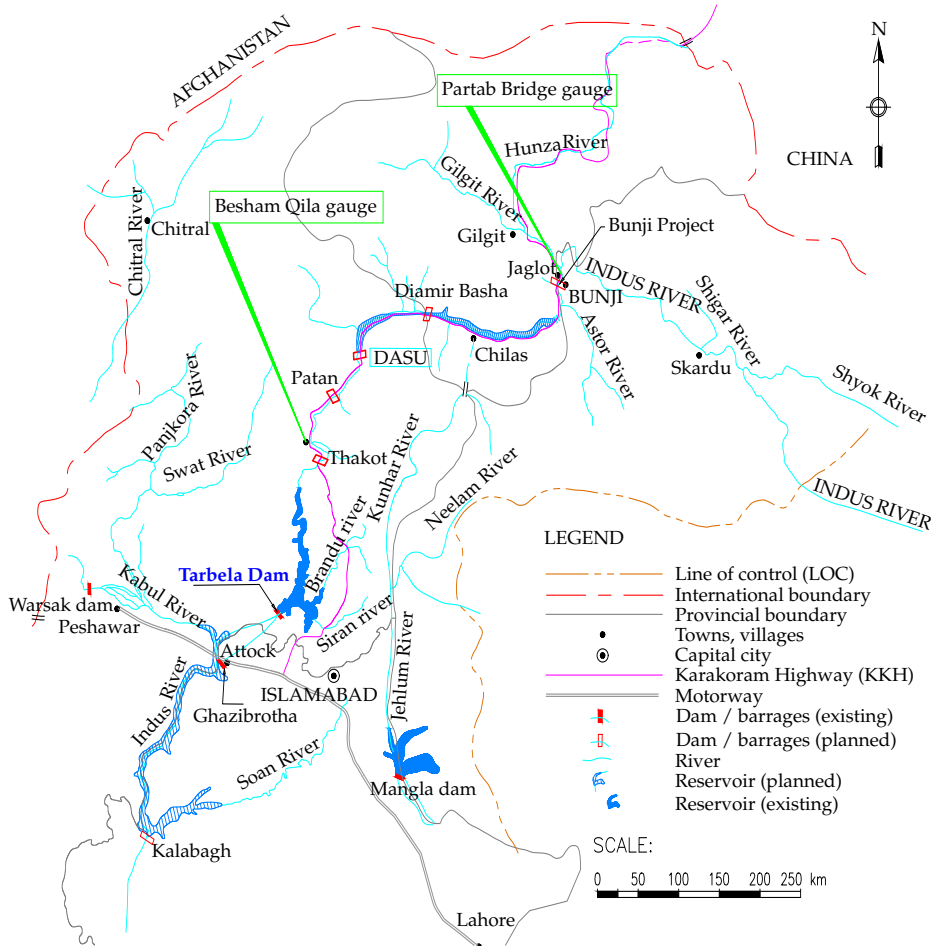 AFGHANISTAN
N
Partab Bridge gauge
Hunza River
CHINA
Gilgit River
Chitral River
Besham Qila gauge
Chitral
Gilgit
Bunji Project
Jaglot
INDUS RIVER
BUNJI
Shigar River
Diamir Basha
Astor River
Chilas
DASU
Skardu
Shyok River
Patan
Panjkora River
Swat River
Thakot
Kunhar River
Neelam River
INDUS RIVER
Brandu river
LEGEND
Tarbela Dam
Kabul River
Line of control (LOC)
Warsak dam
International boundary
Peshawar
Siran river
Provincial boundary
Towns, villages
Attock
Capital city
Jehlum River
Karakoram Highway (KKH)
ISLAMABAD
Motorway
Indus River
Ghazibrotha
Dam / barrages (existing)
Dam / barrages (planned)
Soan River
River
Reservoir (planned)
Mangla dam
Reservoir (existing)
Kalabagh
SCALE:
0 50 100 150 200 250 km
Lahore